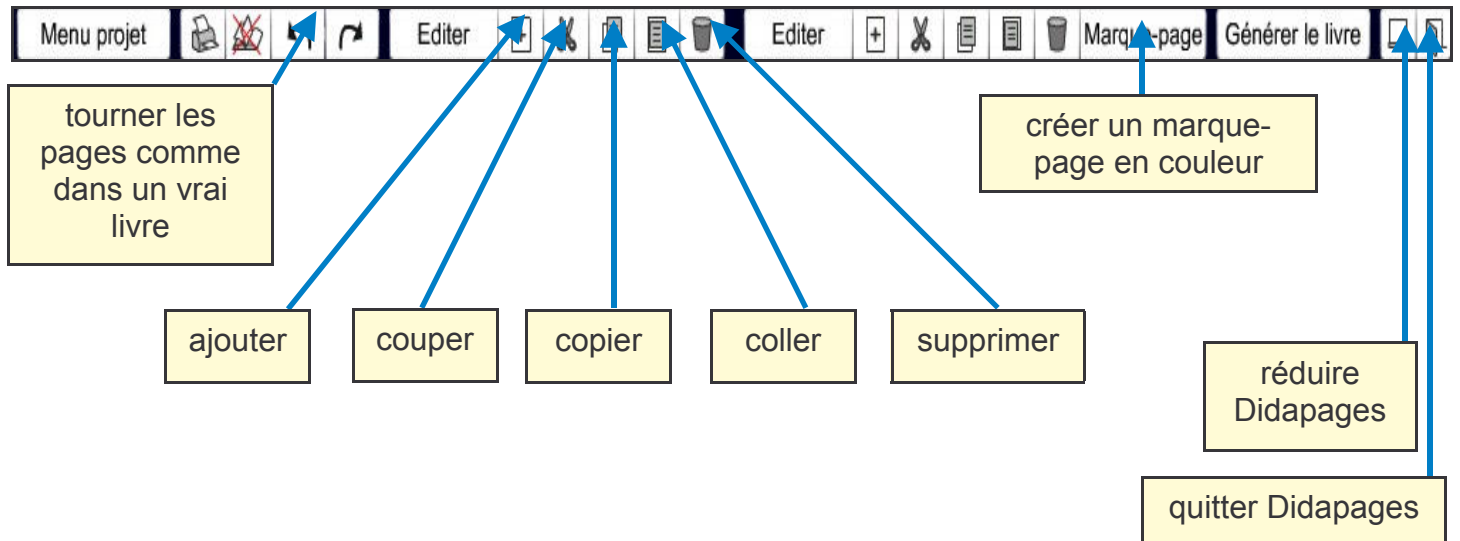 Menu projet Editer Editer Marque-page Générer le livre
tourner les
pages comme
dans un vrai
livre
créer un marque-
page en couleur
ajouter couper copier coller supprimer
réduire
Didapages
quitter Didapages